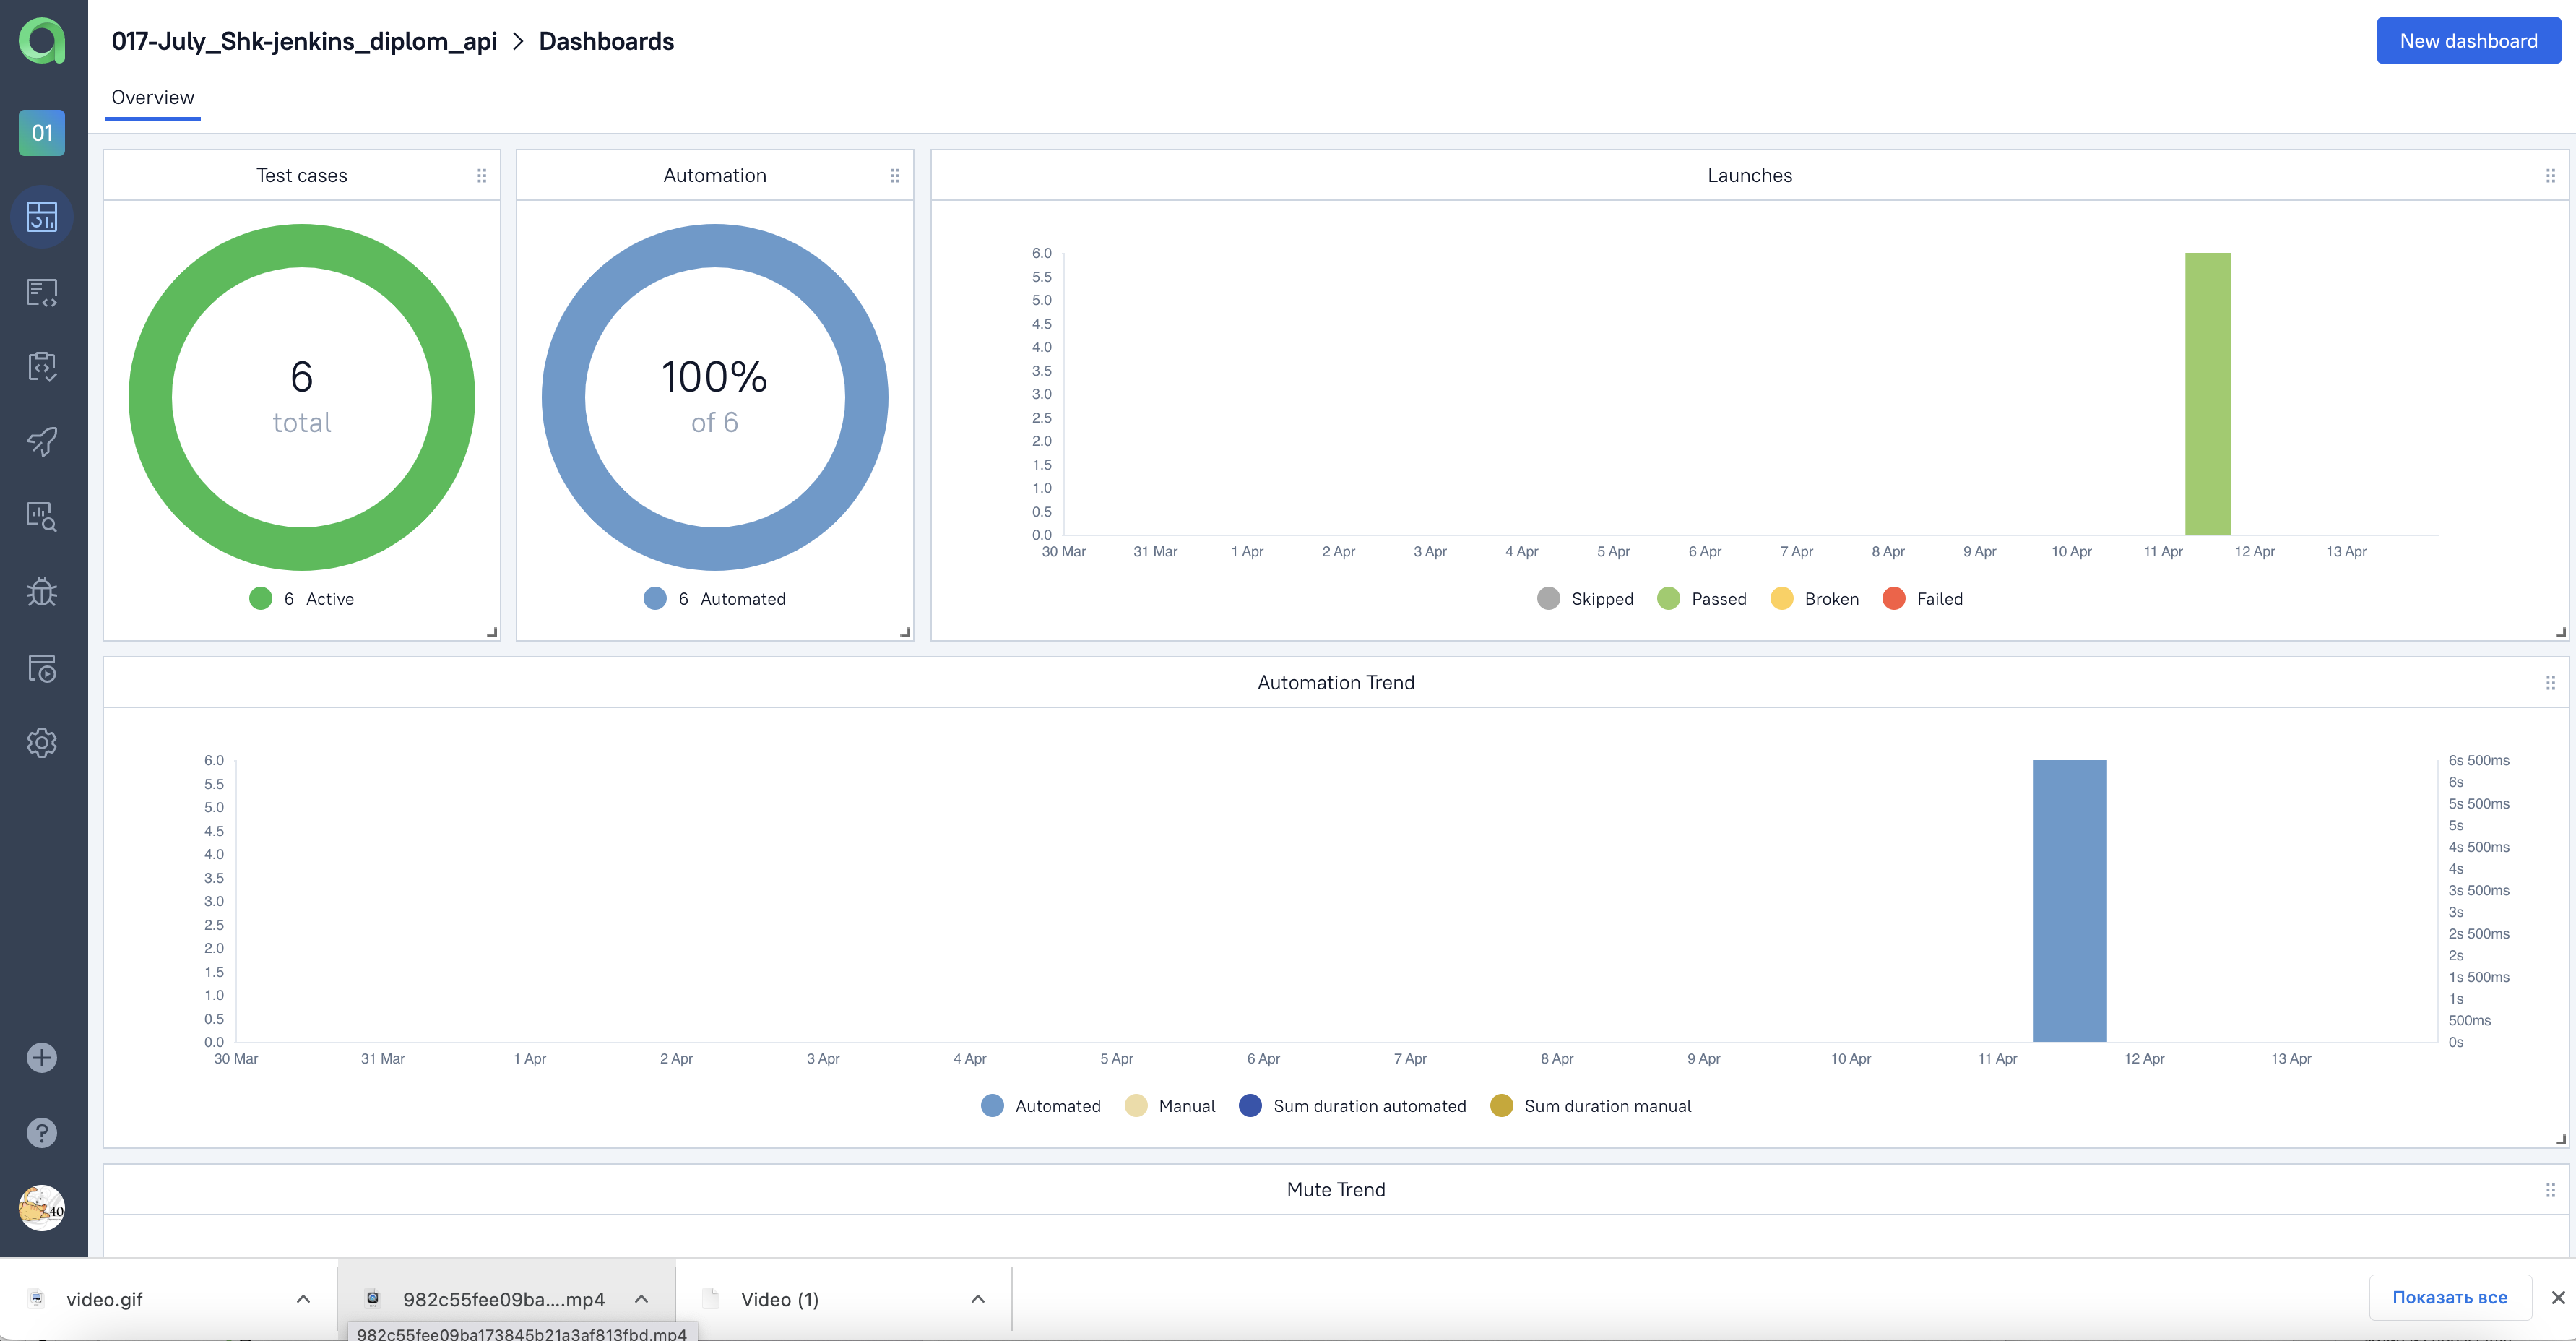 017-July_Shk-jenkins_diplom_api > Dashboards
New dashboard
Overview
01
Test cases
6
total
6 Active
Automation
100%
of 6
6 Automated
Launches
6.0
5.5
5.0
4.5
4.0
3.5
3.0
2.5
2.0
1.5
1.0
0.5
0.0
30 Mar 31 Mar 1 Apr 2 Apr 3 Apr 4 Apr 5 Apr 6 Apr 7 Apr 8 Apr 9 Apr 10 Apr 11 Apr 12 Apr 13 Apr
Skipped Passed Broken Failed
Automation Trend
6.0
5.5
5.0
4.5
4.0
3.5
3.0
2.5
2.0
1.5
1.0
0.5
0.0
6s 500ms
6s
5s 500ms
5s
4s 500ms
4s
3s 500ms
3s
2s 500ms
2s
1s 500ms
1s
500ms
0s
30 Mar 31 Mar 1 Apr 2 Apr 3 Apr 4 Apr 5 Apr 6 Apr 7 Apr 8 Apr 9 Apr 10 Apr 11 Apr 12 Apr 13 Apr
Automated Manual Sum duration automated Sum duration manual
Mute Trend
40
video.gif
982c55fee09ba....mp4
Video (1)
Показать все
982c55fee09ba173845b21a3af813fbd.mp4